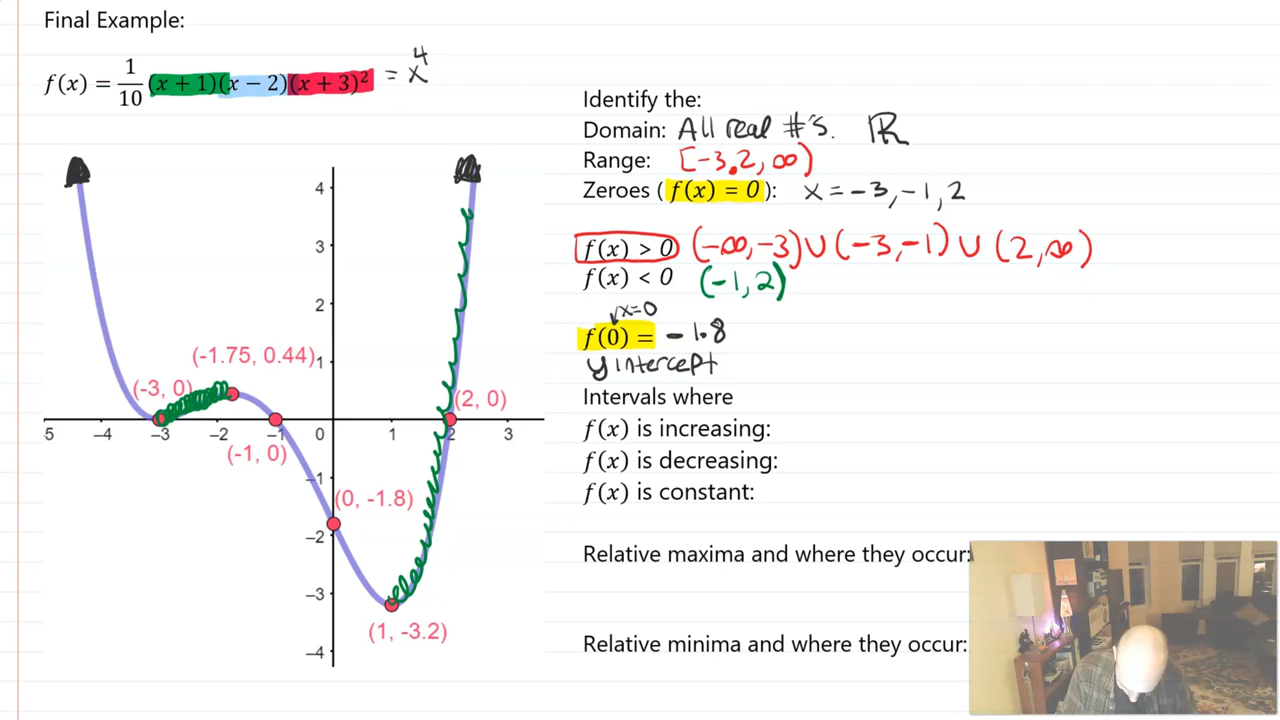 Final Example:
f(x) = 1/10 (x + 1)(x − 2)(x + 3)² = x⁴
Identify the:
Domain: All real #'s. ℝ
Range: [-3.2, ∞)
Zeroes ( f(x) = 0 ): x = -3, -1, 2
f(x) > 0 (-∞, -3) ∪ (-3, -1) ∪ (2, ∞)
f(x) < 0 (-1, 2)
x=0
f(0) = -1.8
y intercept
Intervals where
f(x) is increasing:
f(x) is decreasing:
f(x) is constant:
Relative maxima and where they occur:
Relative minima and where they occur:
4
3
2
1
(-1.75, 0.44)
(-3, 0)
(2, 0)
5 −4 −3 −2 −1 0 1 2 3
(-1, 0)
−1
(0, -1.8)
−2
−3
(1, -3.2)
−4